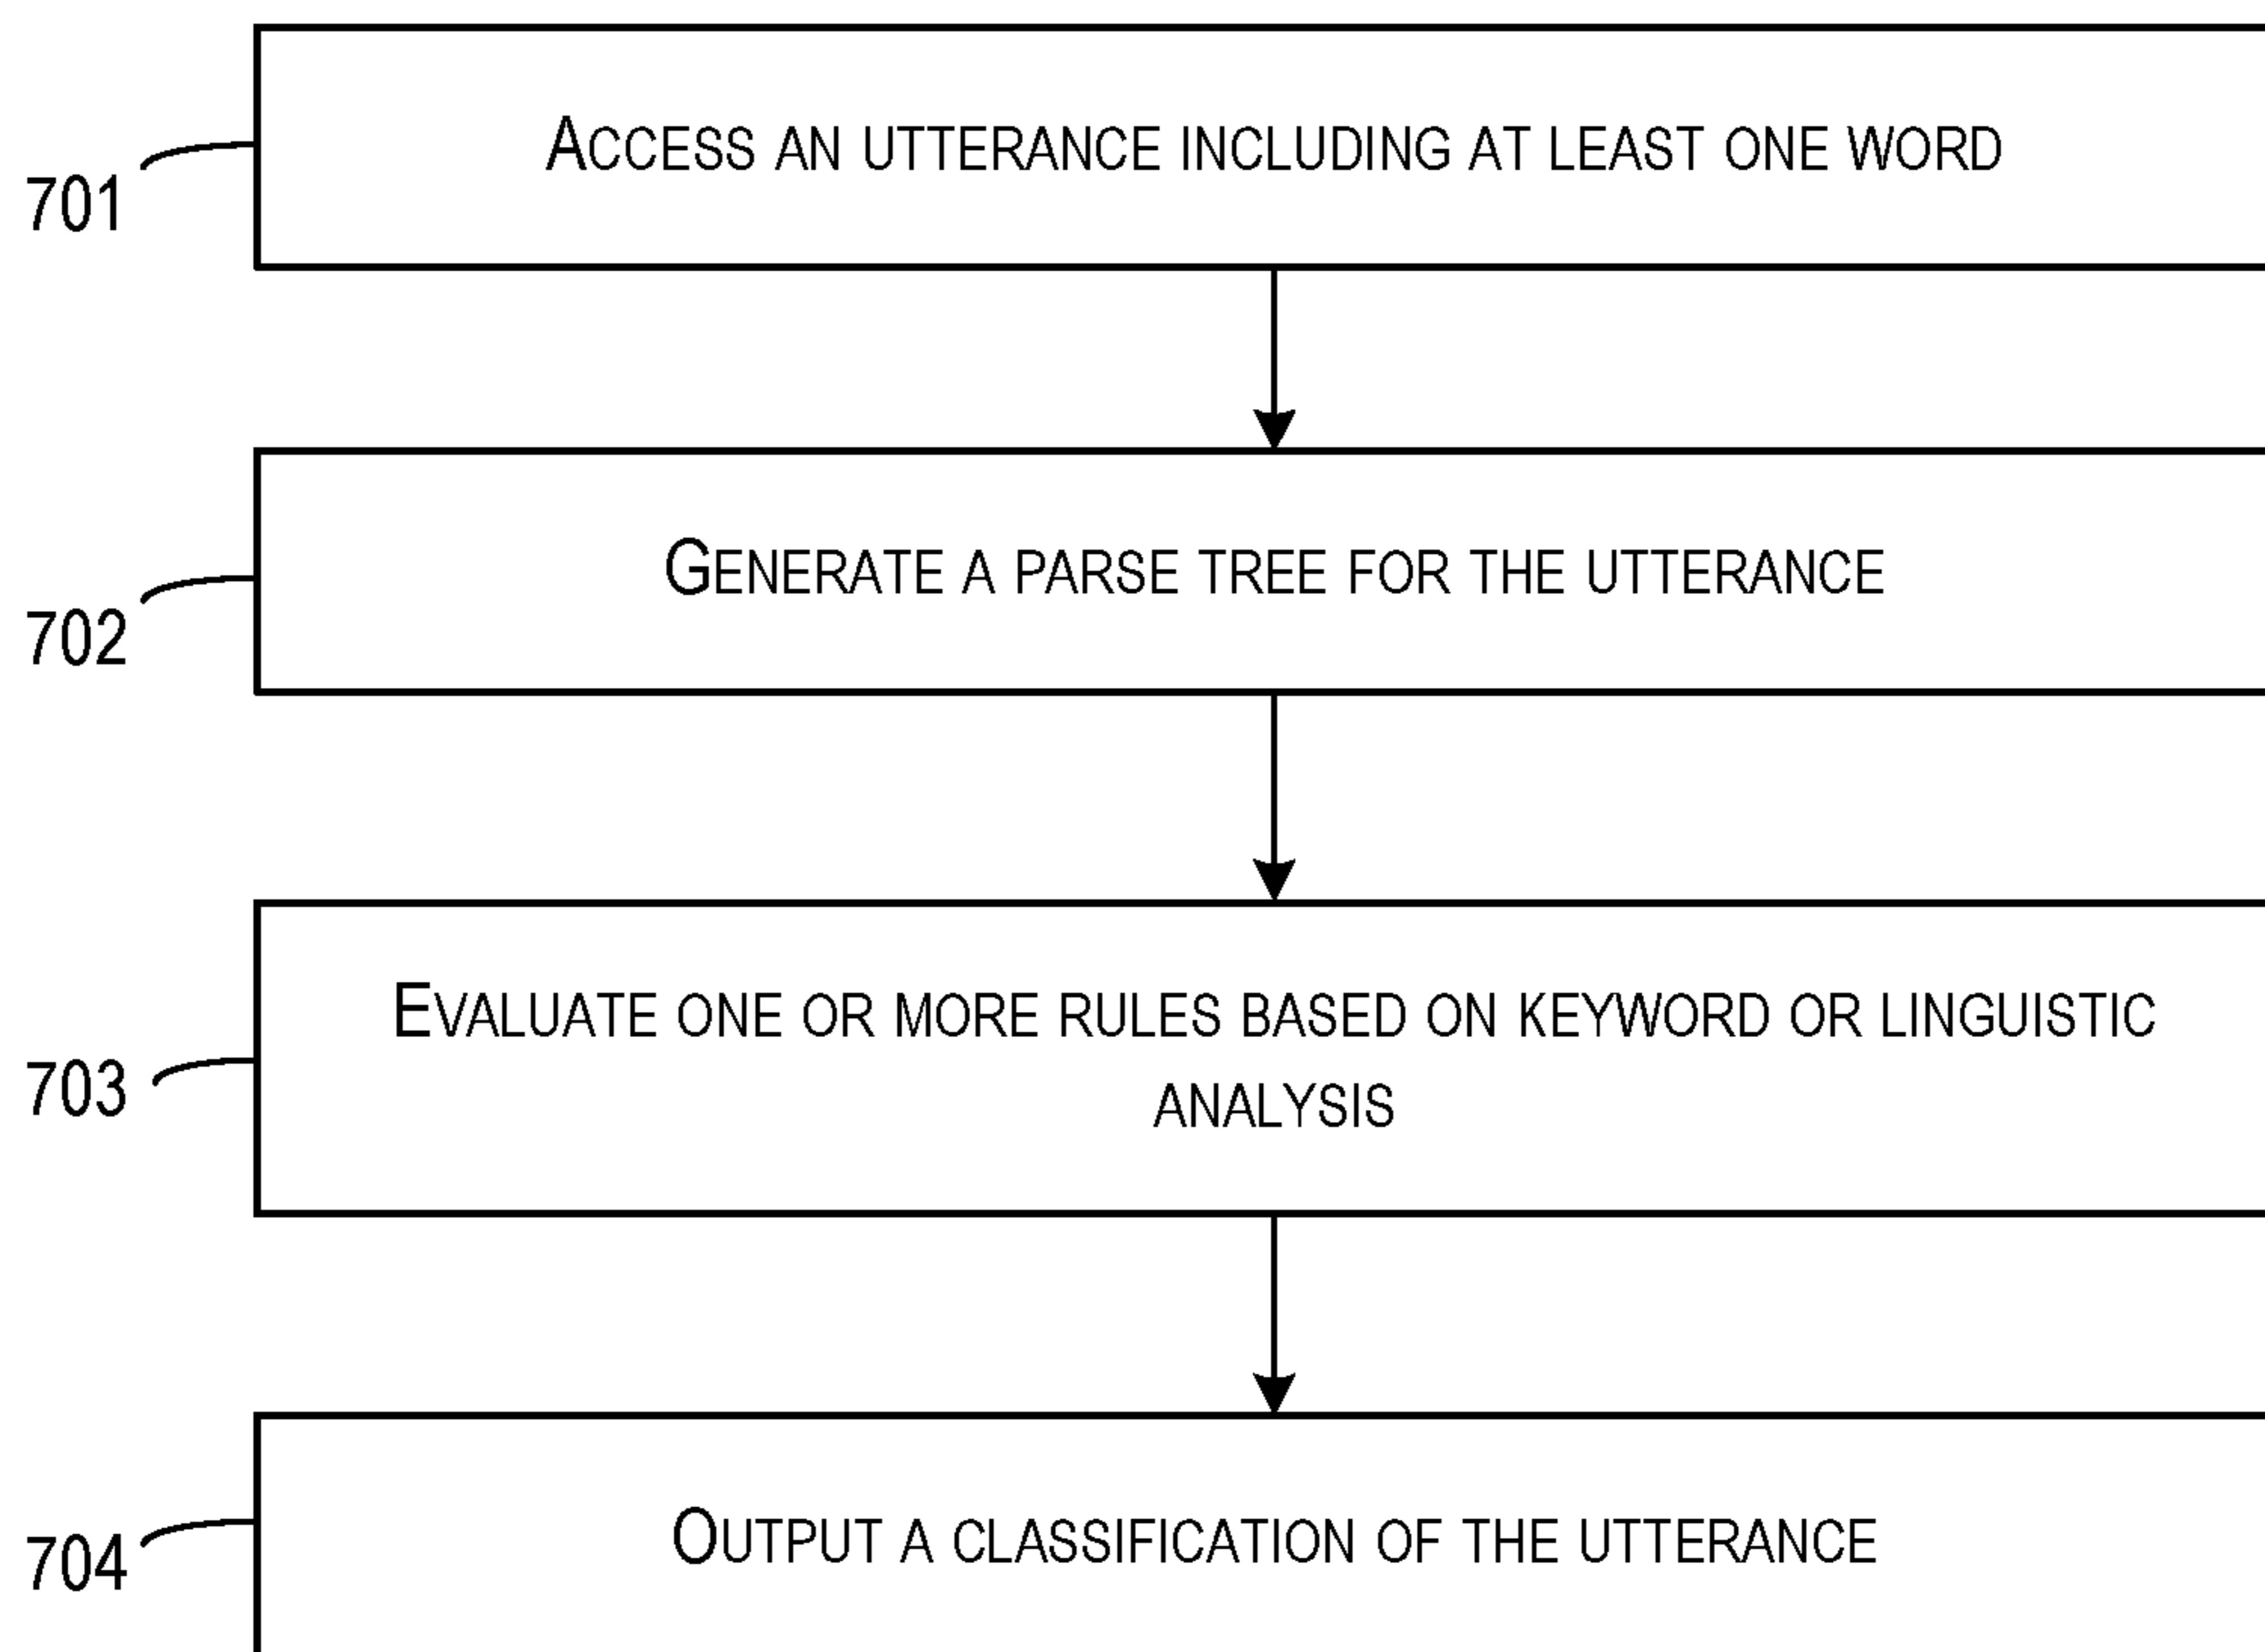 ACCESS AN UTTERANCE INCLUDING AT LEAST ONE WORD
701
GENERATE A PARSE TREE FOR THE UTTERANCE
702
EVALUATE ONE OR MORE RULES BASED ON KEYWORD OR LINGUISTIC
ANALYSIS
703
OUTPUT A CLASSIFICATION OF THE UTTERANCE
704